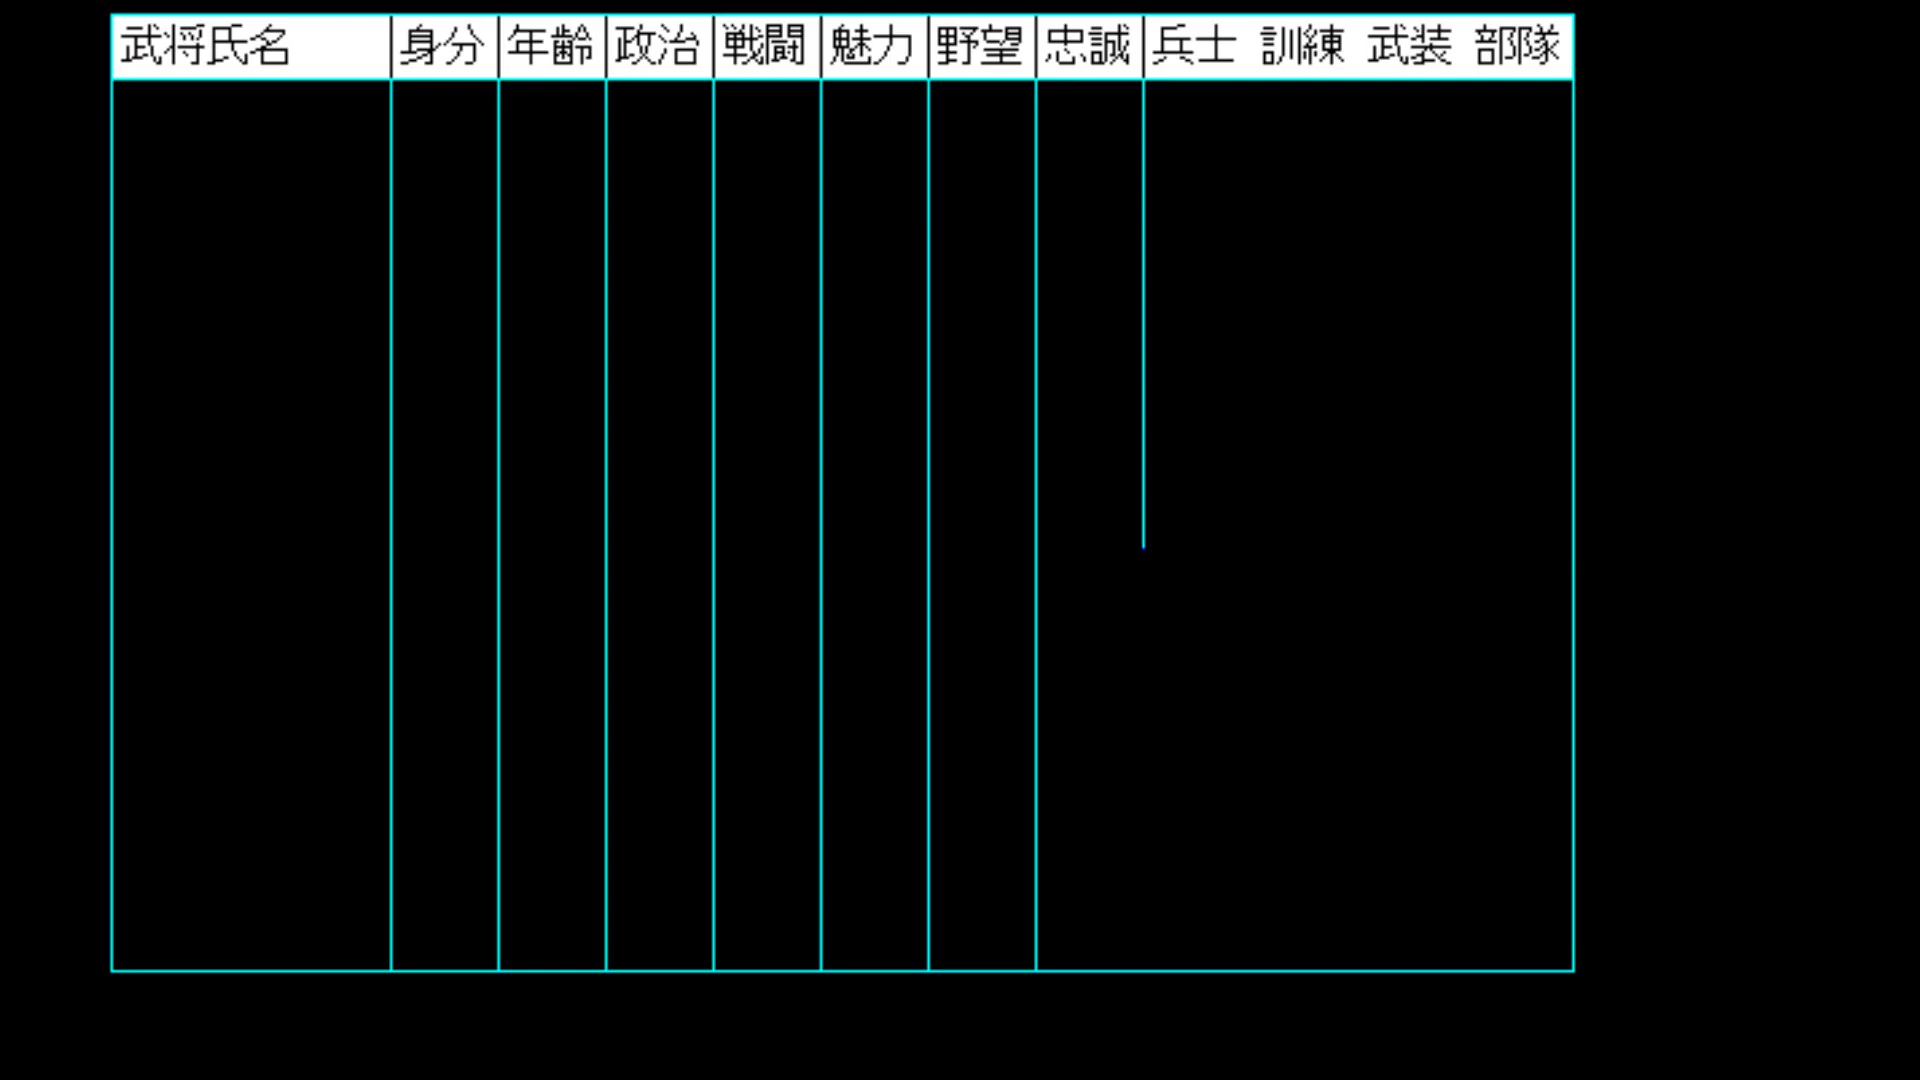 武将氏名 身分 年齢 政治 戦闘 魅力 野望 忠誠 兵士 訓練 武装 部隊